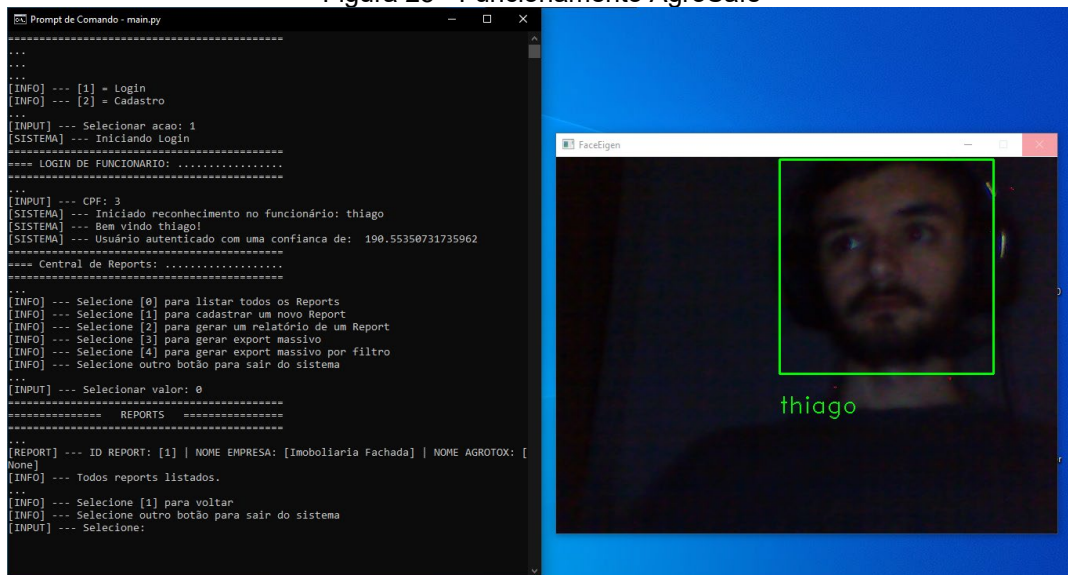 Prompt de Comando - main.py
============================================
...
...
...
[INFO] --- [1] = Login
[INFO] --- [2] = Cadastro
...
[INPUT] --- Selecionar acao: 1
[SISTEMA] --- Iniciando Login
============================================
==== LOGIN DE FUNCIONARIO: .................
============================================
...
[INPUT] --- CPF: 3
[SISTEMA] --- Iniciado reconhecimento no funcionário: thiago
[SISTEMA] --- Bem vindo thiago!
[SISTEMA] --- Usuário autenticado com uma confianca de:  190.55350731735962
============================================
==== Central de Reports: ...................
============================================
...
[INFO] --- Selecione [0] para listar todos os Reports
[INFO] --- Selecione [1] para cadastrar um novo Report
[INFO] --- Selecione [2] para gerar um relatório de um Report
[INFO] --- Selecione [3] para gerar export massivo
[INFO] --- Selecione [4] para gerar export massivo por filtro
[INFO] --- Selecione outro botão para sair do sistema
...
[INPUT] --- Selecionar valor: 0
============================================
===============   REPORTS   ================
============================================
...
[REPORT] --- ID REPORT: [1] | NOME EMPRESA: [Imoboliaria Fachada] | NOME AGROTOX: [
None]
[INFO] --- Todos reports listados.
...
[INFO] --- Selecione [1] para voltar
[INFO] --- Selecione outro botão para sair do sistema
[INPUT] --- Selecione:
FaceEigen
thiago